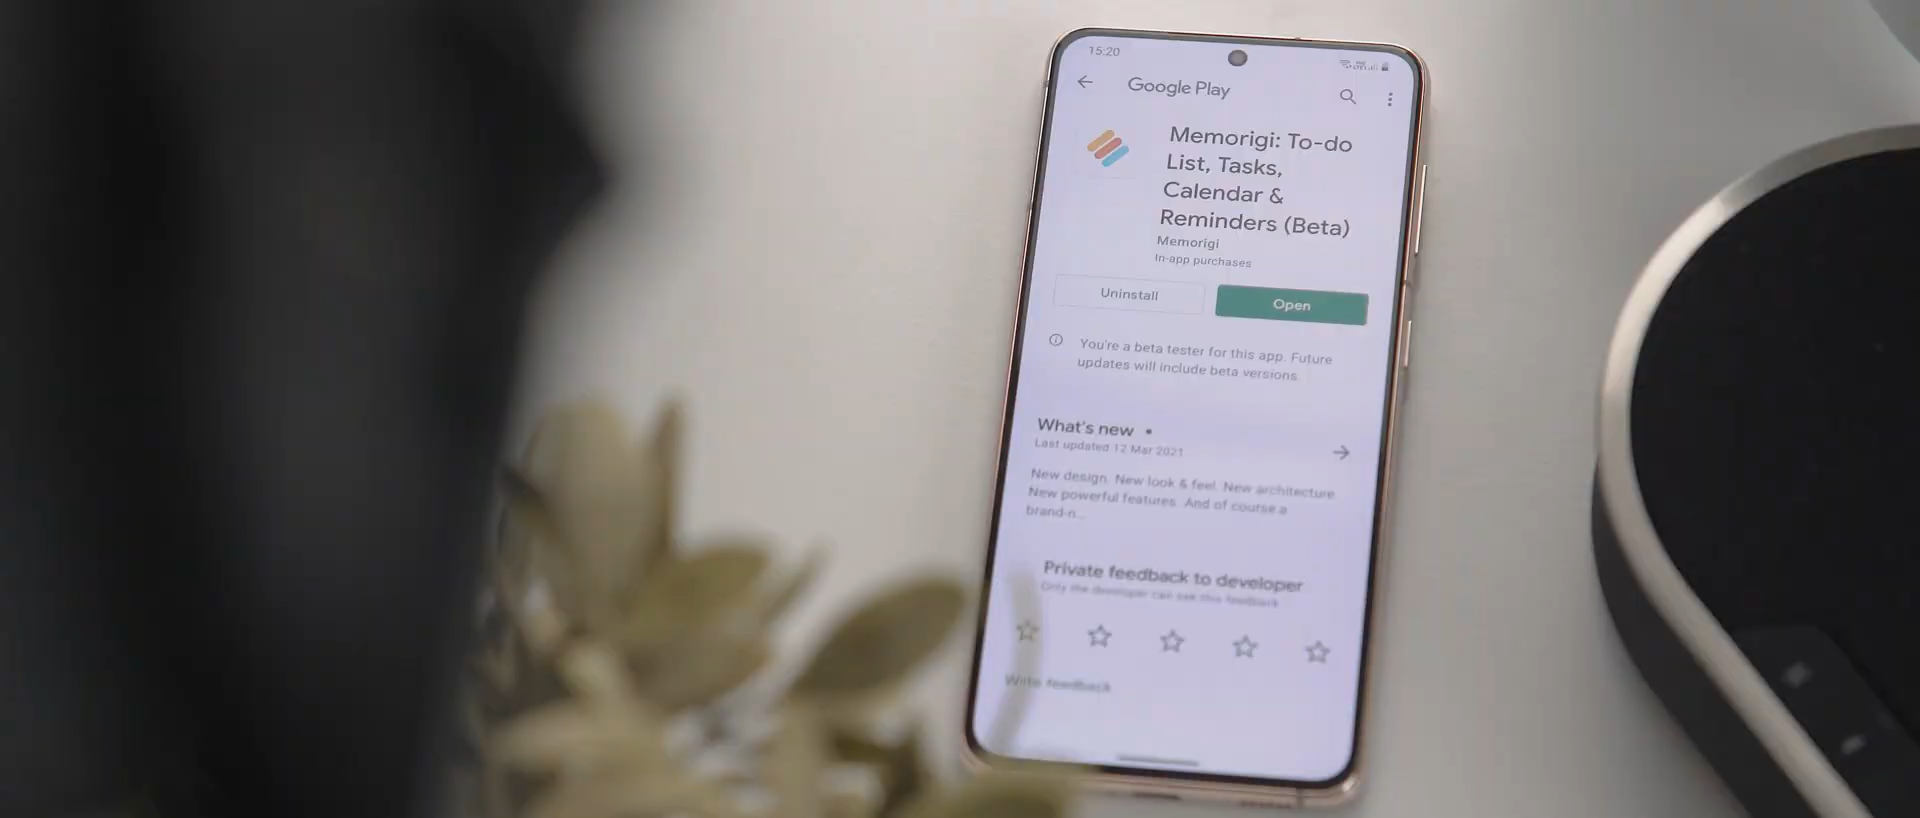 15:20
Google Play
Memorigi: To-do
List, Tasks,
Calendar &
Reminders (Beta)
Memorigi
In-app purchases
Uninstall
Open
You're a beta tester for this app. Future
updates will include beta versions.
What's new •
Last updated 12 Mar 2021
New design. New look & feel. New architecture.
New powerful features. And of course a
brand-n...
Private feedback to developer
Only the developer can see this feedback
Write feedback